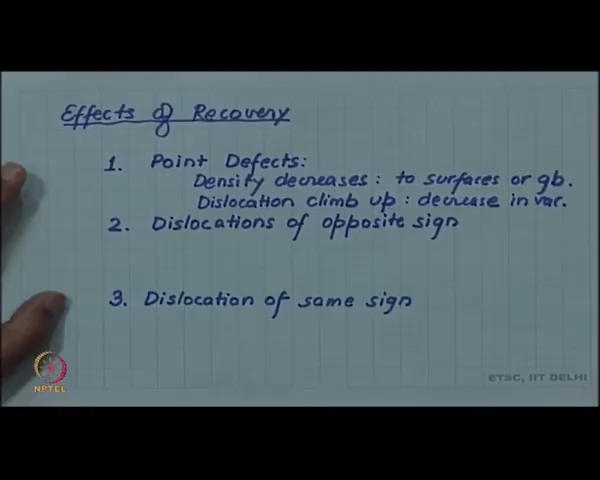 Effects of Recovery
1. Point Defects:
Density decreases: to surfaces or gb.
Dislocation climb up: decrease in vac.
2. Dislocations of opposite sign
3. Dislocation of same sign
NPTEL
ETSC, IIT DELHI